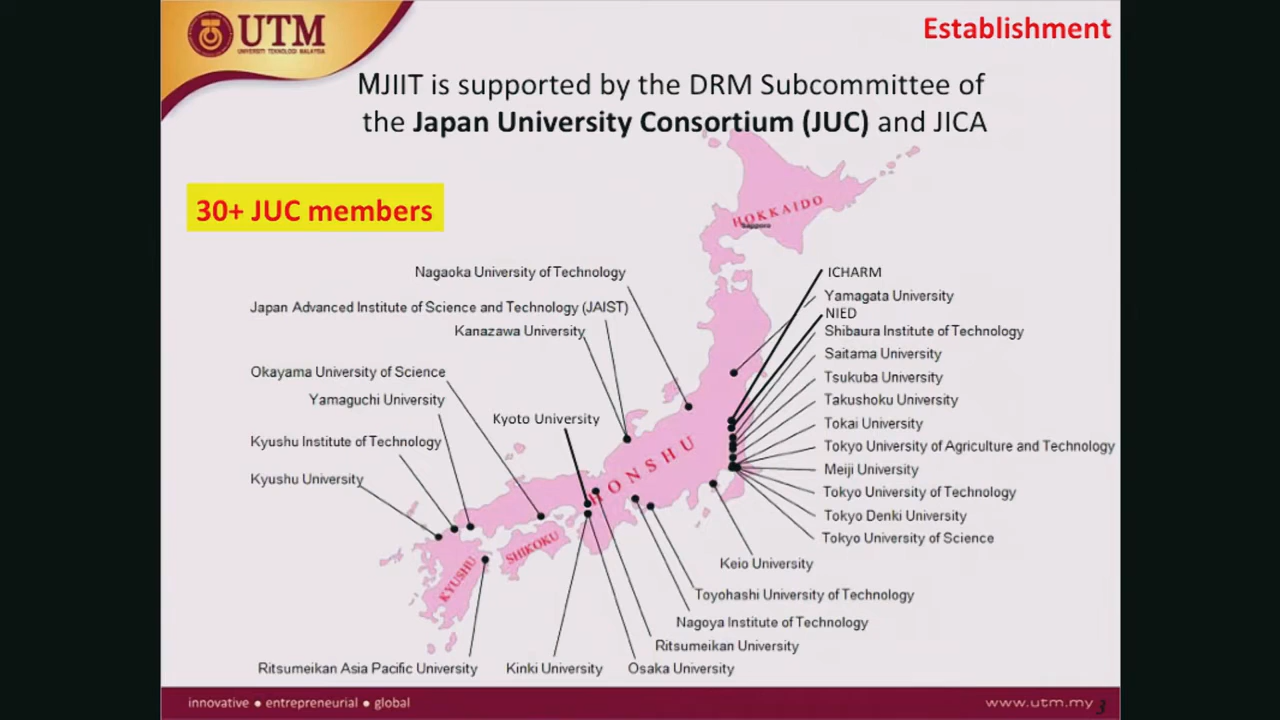 UTM
UNIVERSITI TEKNOLOGI MALAYSIA
Establishment
MJIIT is supported by the DRM Subcommittee of
the Japan University Consortium (JUC) and JICA
30+ JUC members
HOKKAIDO
Sapporo
Nagaoka University of Technology
Japan Advanced Institute of Science and Technology (JAIST)
Kanazawa University
Okayama University of Science
Yamaguchi University
Kyoto University
Kyushu Institute of Technology
Kyushu University
ICHARM
Yamagata University
NIED
Shibaura Institute of Technology
Saitama University
Tsukuba University
Takushoku University
Tokai University
Tokyo University of Agriculture and Technology
Meiji University
Tokyo University of Technology
Tokyo Denki University
Tokyo University of Science
HONSHU
SHIKOKU
KYUSHU
Keio University
Toyohashi University of Technology
Nagoya Institute of Technology
Ritsumeikan University
Ritsumeikan Asia Pacific University
Kinki University
Osaka University
innovative ● entrepreneurial ● global
www.utm.my
3